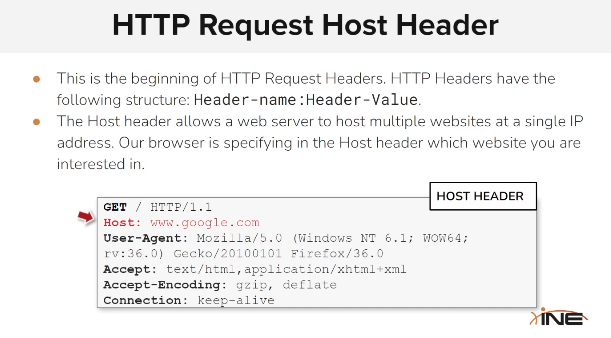 HTTP Request Host Header
This is the beginning of HTTP Request Headers. HTTP Headers have the
following structure: Header-name:Header-Value.
The Host header allows a web server to host multiple websites at a single IP
address. Our browser is specifying in the Host header which website you are
interested in.
HOST HEADER
GET / HTTP/1.1
Host: www.google.com
User-Agent: Mozilla/5.0 (Windows NT 6.1; WOW64;
rv:36.0) Gecko/20100101 Firefox/36.0
Accept: text/html,application/xhtml+xml
Accept-Encoding: gzip, deflate
Connection: keep-alive
INE